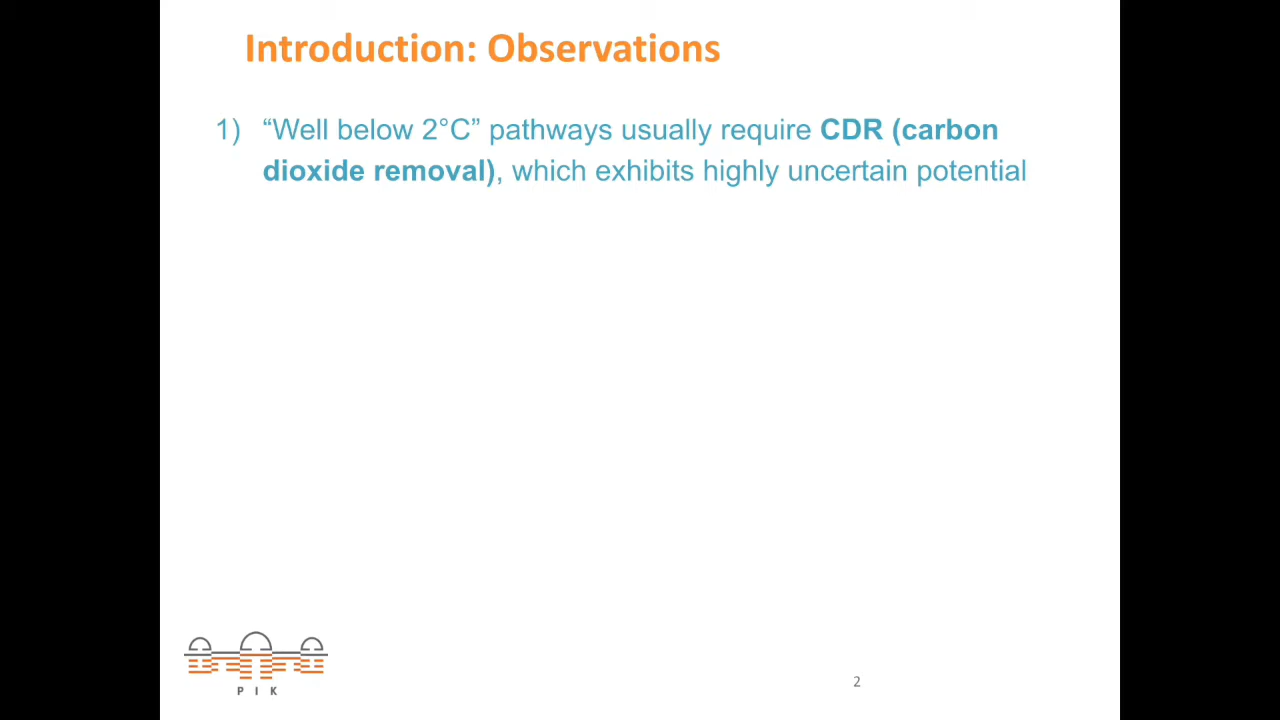 Introduction: Observations
1) “Well below 2°C” pathways usually require CDR (carbon
dioxide removal), which exhibits highly uncertain potential
P I K
2